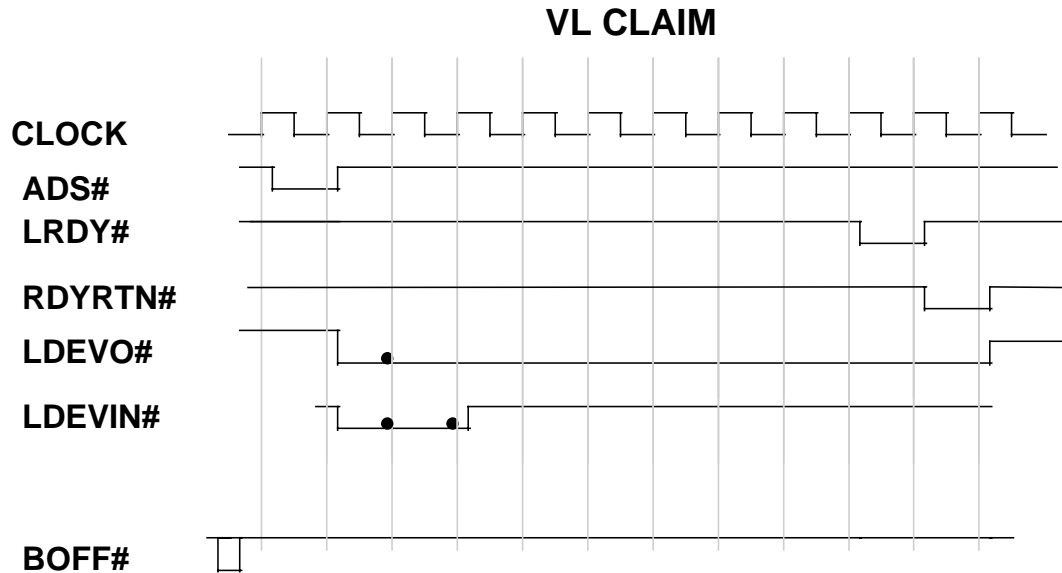 VL CLAIM
CLOCK
ADS#
LRDY#
RDYRTN#
LDEVO#
LDEVIN#
BOFF#